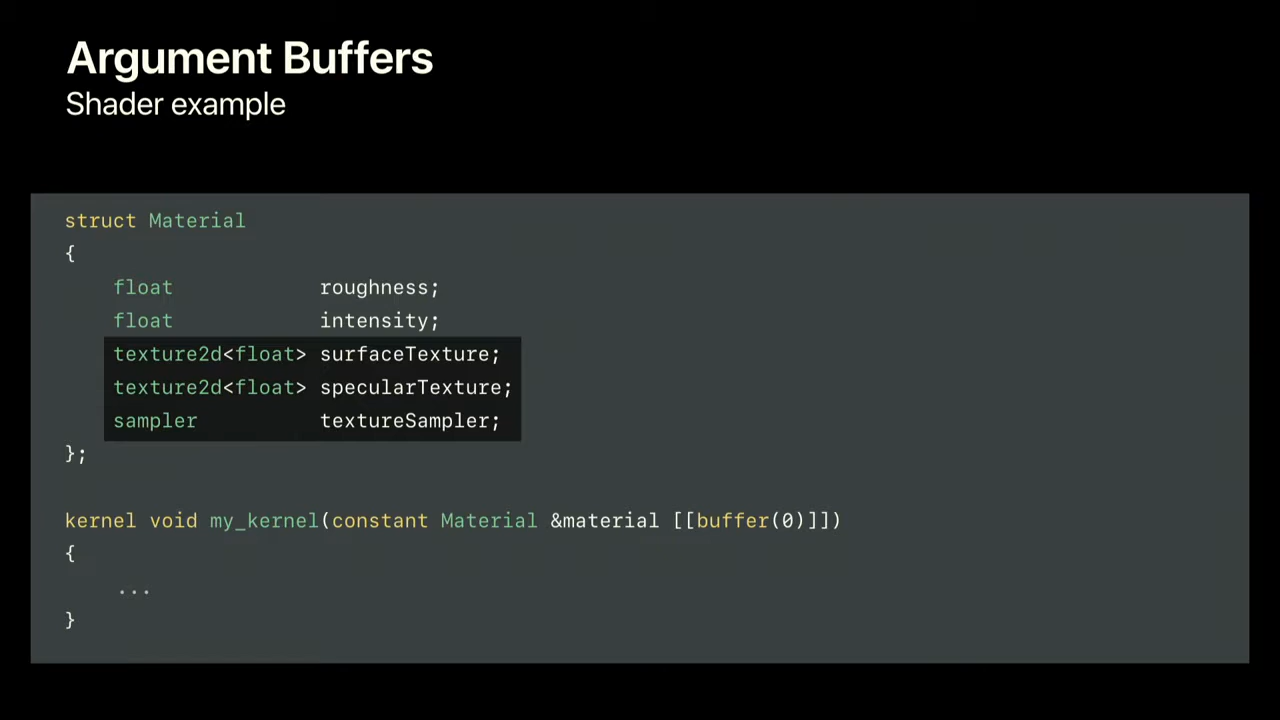 Argument Buffers
Shader example
struct Material
{
float roughness;
float intensity;
texture2d<float> surfaceTexture;
texture2d<float> specularTexture;
sampler textureSampler;
};
kernel void my_kernel(constant Material &material [[buffer(0)]])
{
...
}